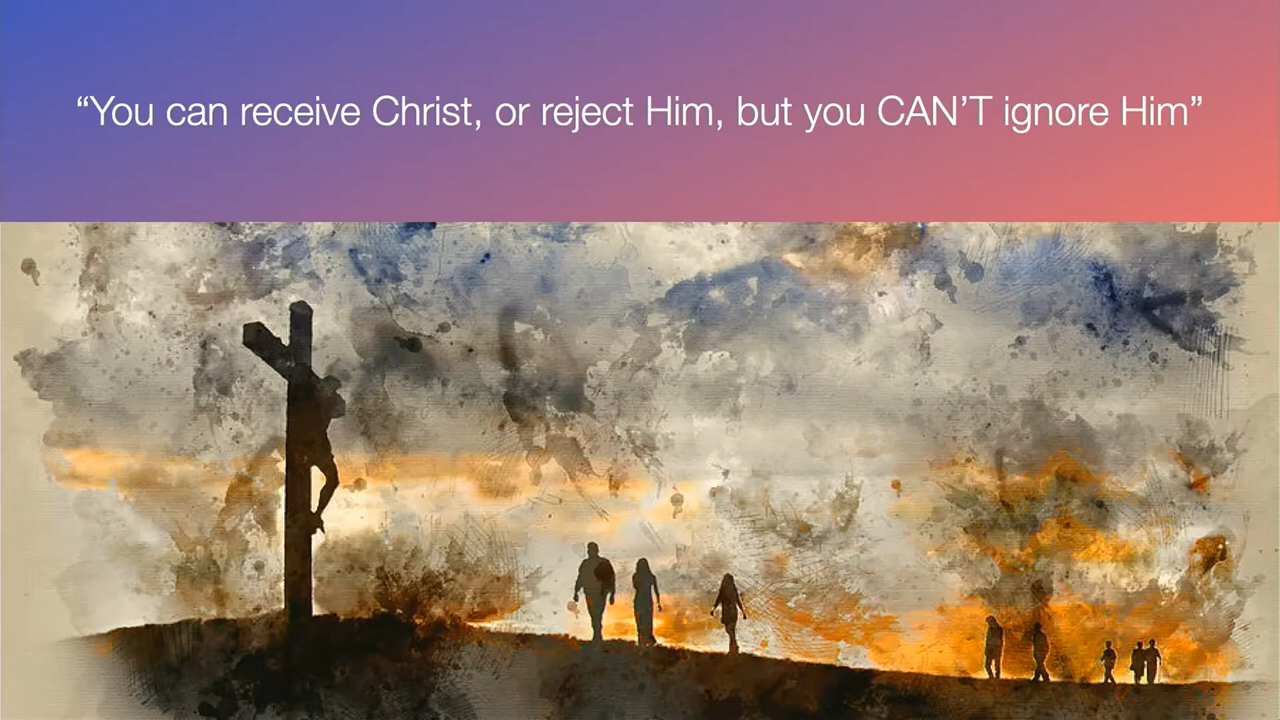 “You can receive Christ, or reject Him, but you CAN’T ignore Him”